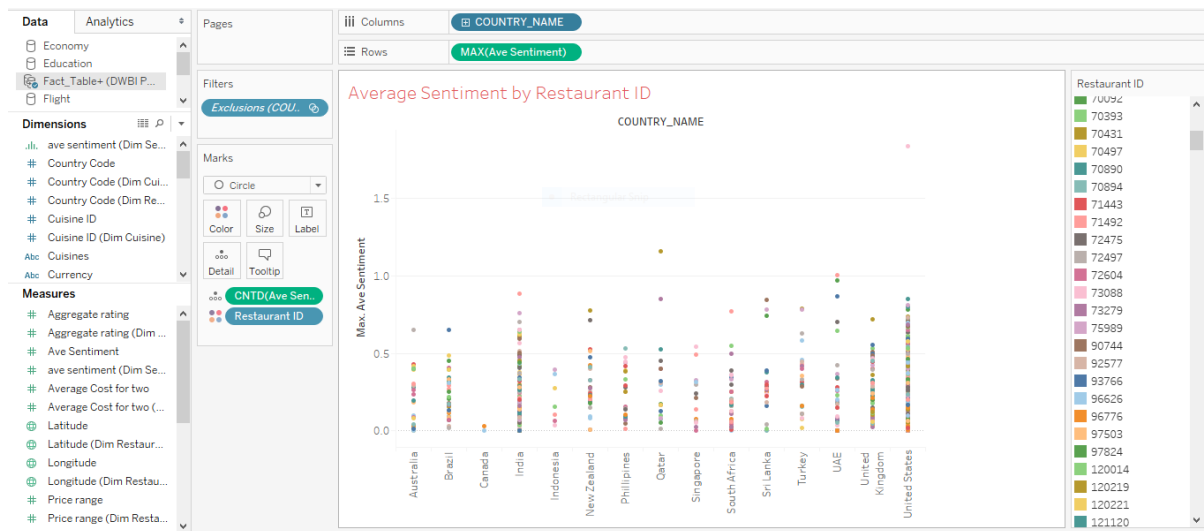 Data
Analytics
Economy
Education
Fact_Table+ (DWBI P...
Flight
Dimensions
ave sentiment (Dim Se...
Country Code
Country Code (Dim Cui...
Country Code (Dim Re...
Cuisine ID
Cuisine ID (Dim Cuisine)
Abc Cuisines
Abc Currency
Measures
Aggregate rating
Aggregate rating (Dim ...
Ave Sentiment
ave sentiment (Dim Se...
Average Cost for two
Average Cost for two (...
Latitude
Latitude (Dim Restaur...
Longitude
Longitude (Dim Restau...
Price range
Price range (Dim Resta...
Pages
Filters
Exclusions (COU..
Marks
Circle
Color
Size
Label
Detail
Tooltip
CNTD(Ave Sen..
Restaurant ID
Columns
COUNTRY_NAME
Rows
MAX(Ave Sentiment)
Average Sentiment by Restaurant ID
COUNTRY_NAME
Max. Ave Sentiment
1.5
1.0
0.5
0.0
Australia
Brazil
Canada
India
Indonesia
New Zealand
Phillipines
Qatar
Singapore
South Africa
Sri Lanka
Turkey
UAE
United
Kingdom
United States
Restaurant ID
70092
70393
70431
70497
70890
70894
71443
71492
72475
72497
72604
73088
73279
75989
90744
92577
93766
96626
96776
97503
97824
120014
120219
120221
121120